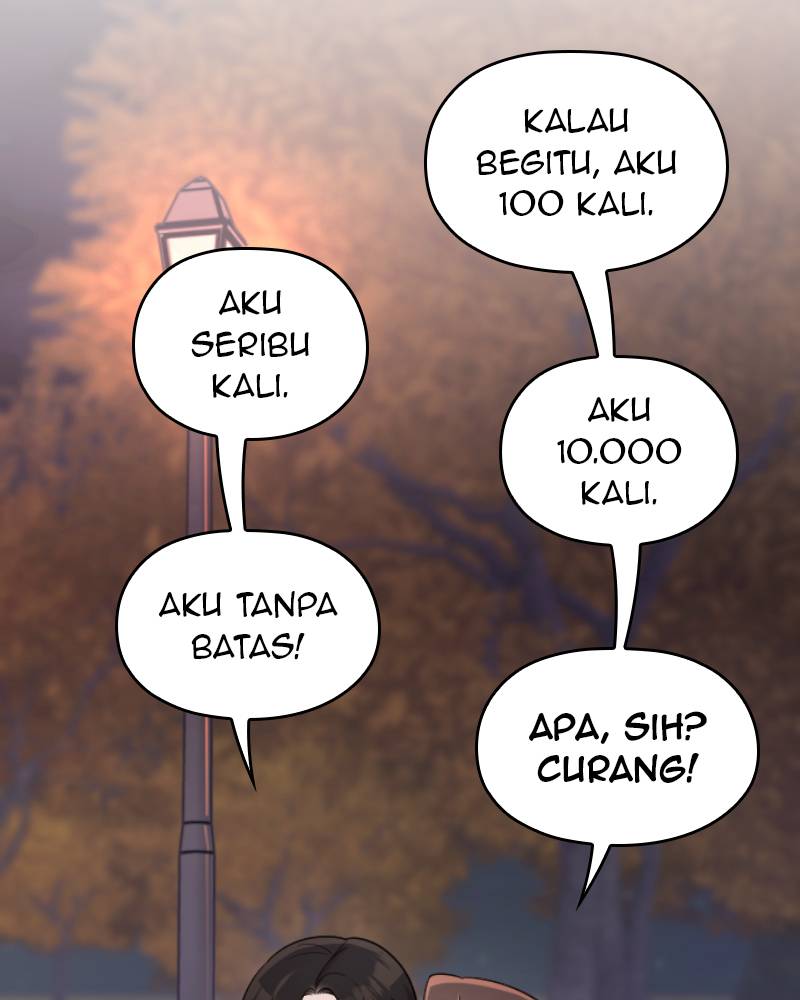 KALAU
BEGITU, AKU
100 KALI.
AKU
SERIBU
KALI.
AKU
10.000
KALI.
AKU TANPA
BATAS!
APA, SIH?
CURANG!